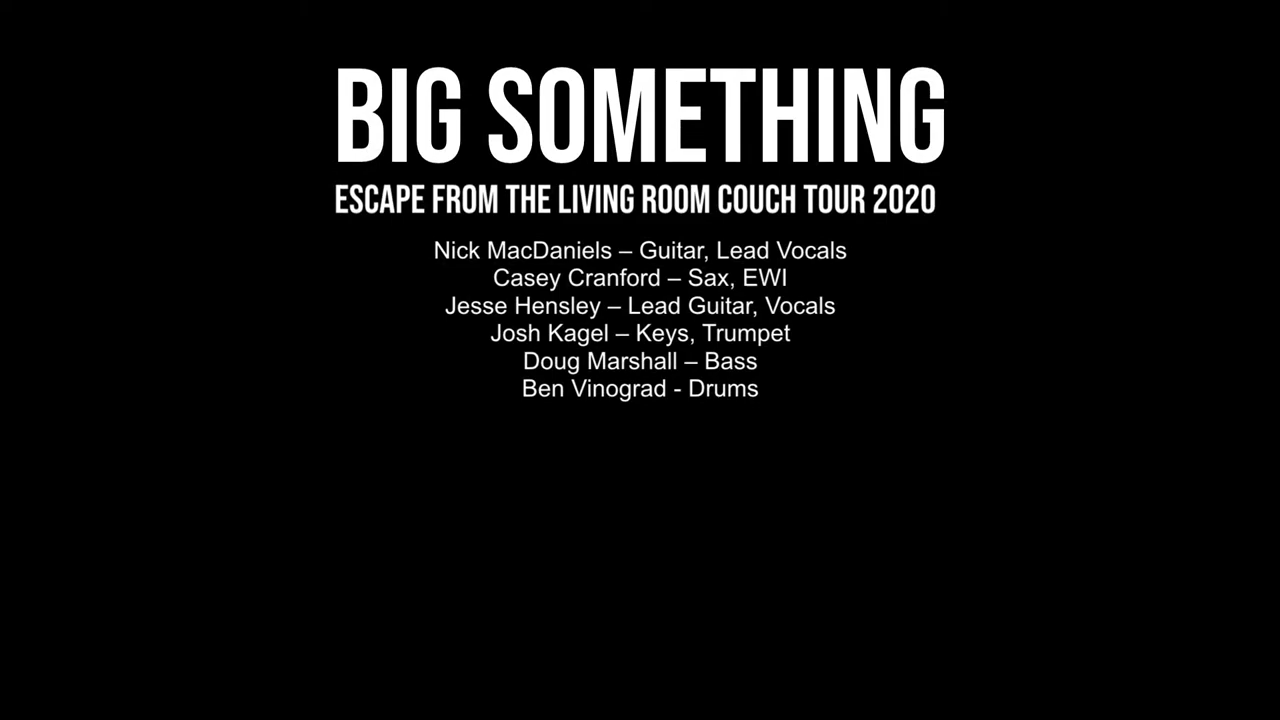 BIG SOMETHING
ESCAPE FROM THE LIVING ROOM COUCH TOUR 2020
Nick MacDaniels – Guitar, Lead Vocals
Casey Cranford – Sax, EWI
Jesse Hensley – Lead Guitar, Vocals
Josh Kagel – Keys, Trumpet
Doug Marshall – Bass
Ben Vinograd - Drums